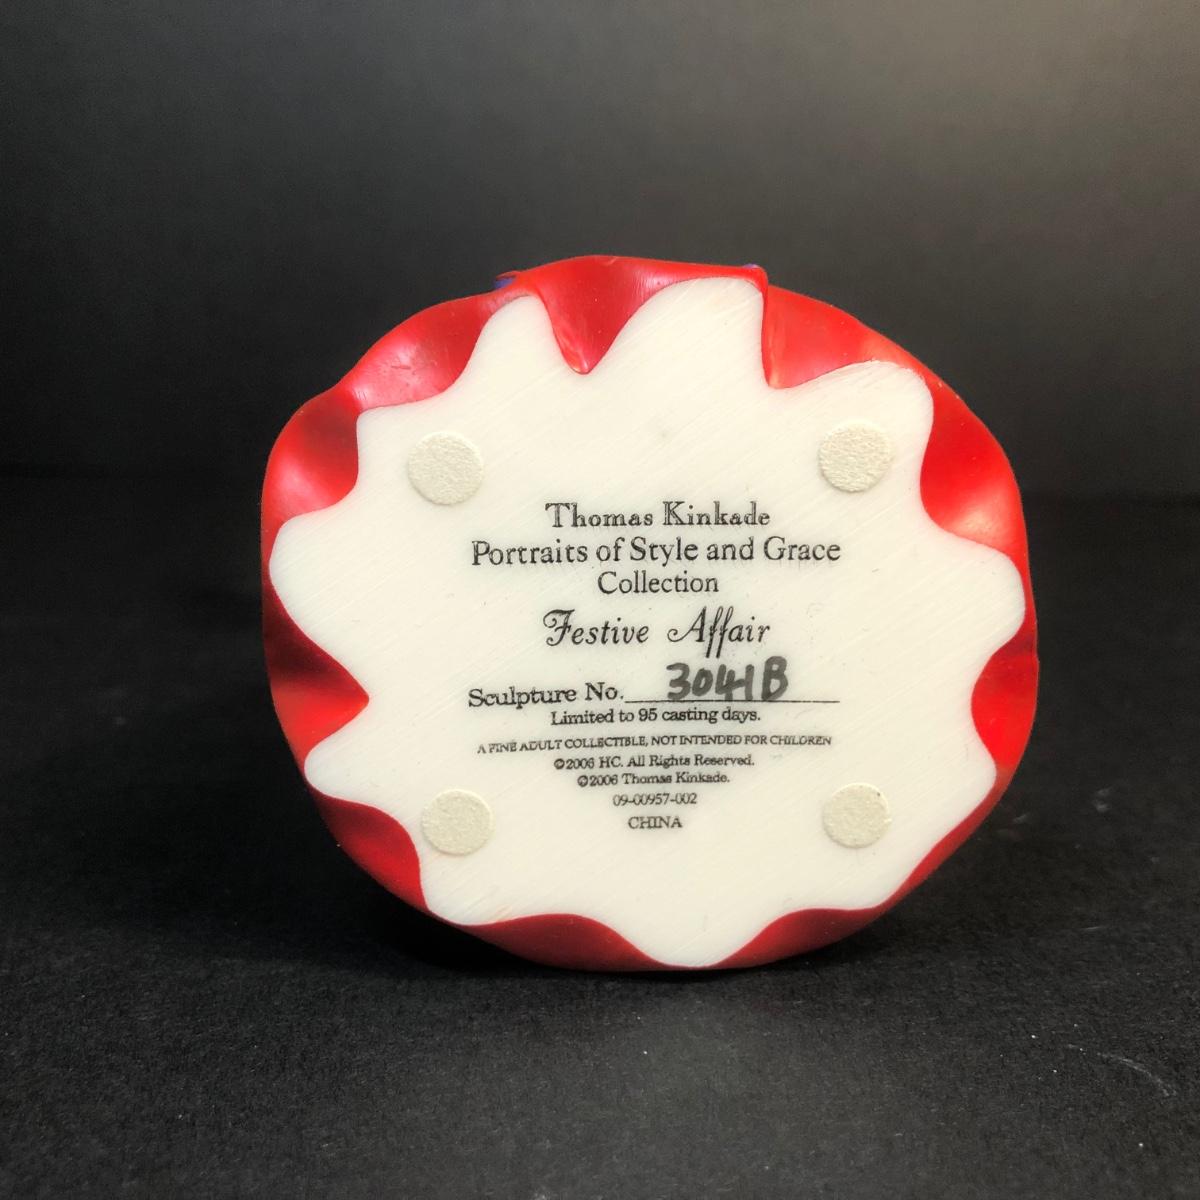 Thomas Kinkade
Portraits of Style and Grace
Collection
Festive Affair
Sculpture No. 3041B
Limited to 95 casting days.
A FINE ADULT COLLECTIBLE, NOT INTENDED FOR CHILDREN
©2006 HC. All Rights Reserved.
©2006 Thomas Kinkade.
09-00957-002
CHINA